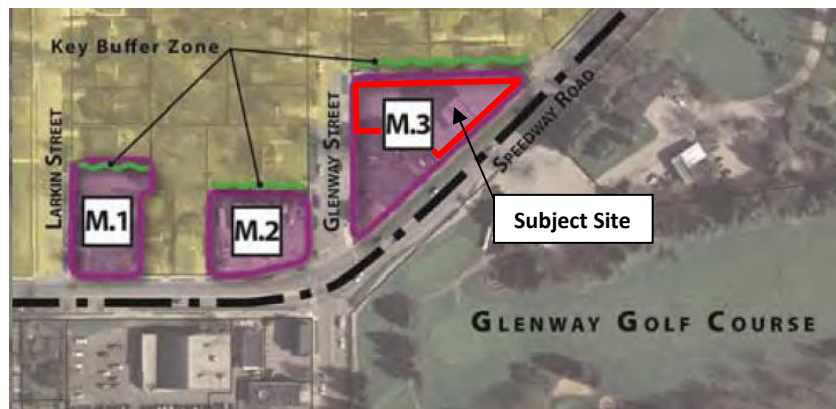 KEY BUFFER ZONE
LARKIN STREET
GLENWAY STREET
SPEEDWAY ROAD
M.1
M.2
M.3
Subject Site
GLENWAY GOLF COURSE